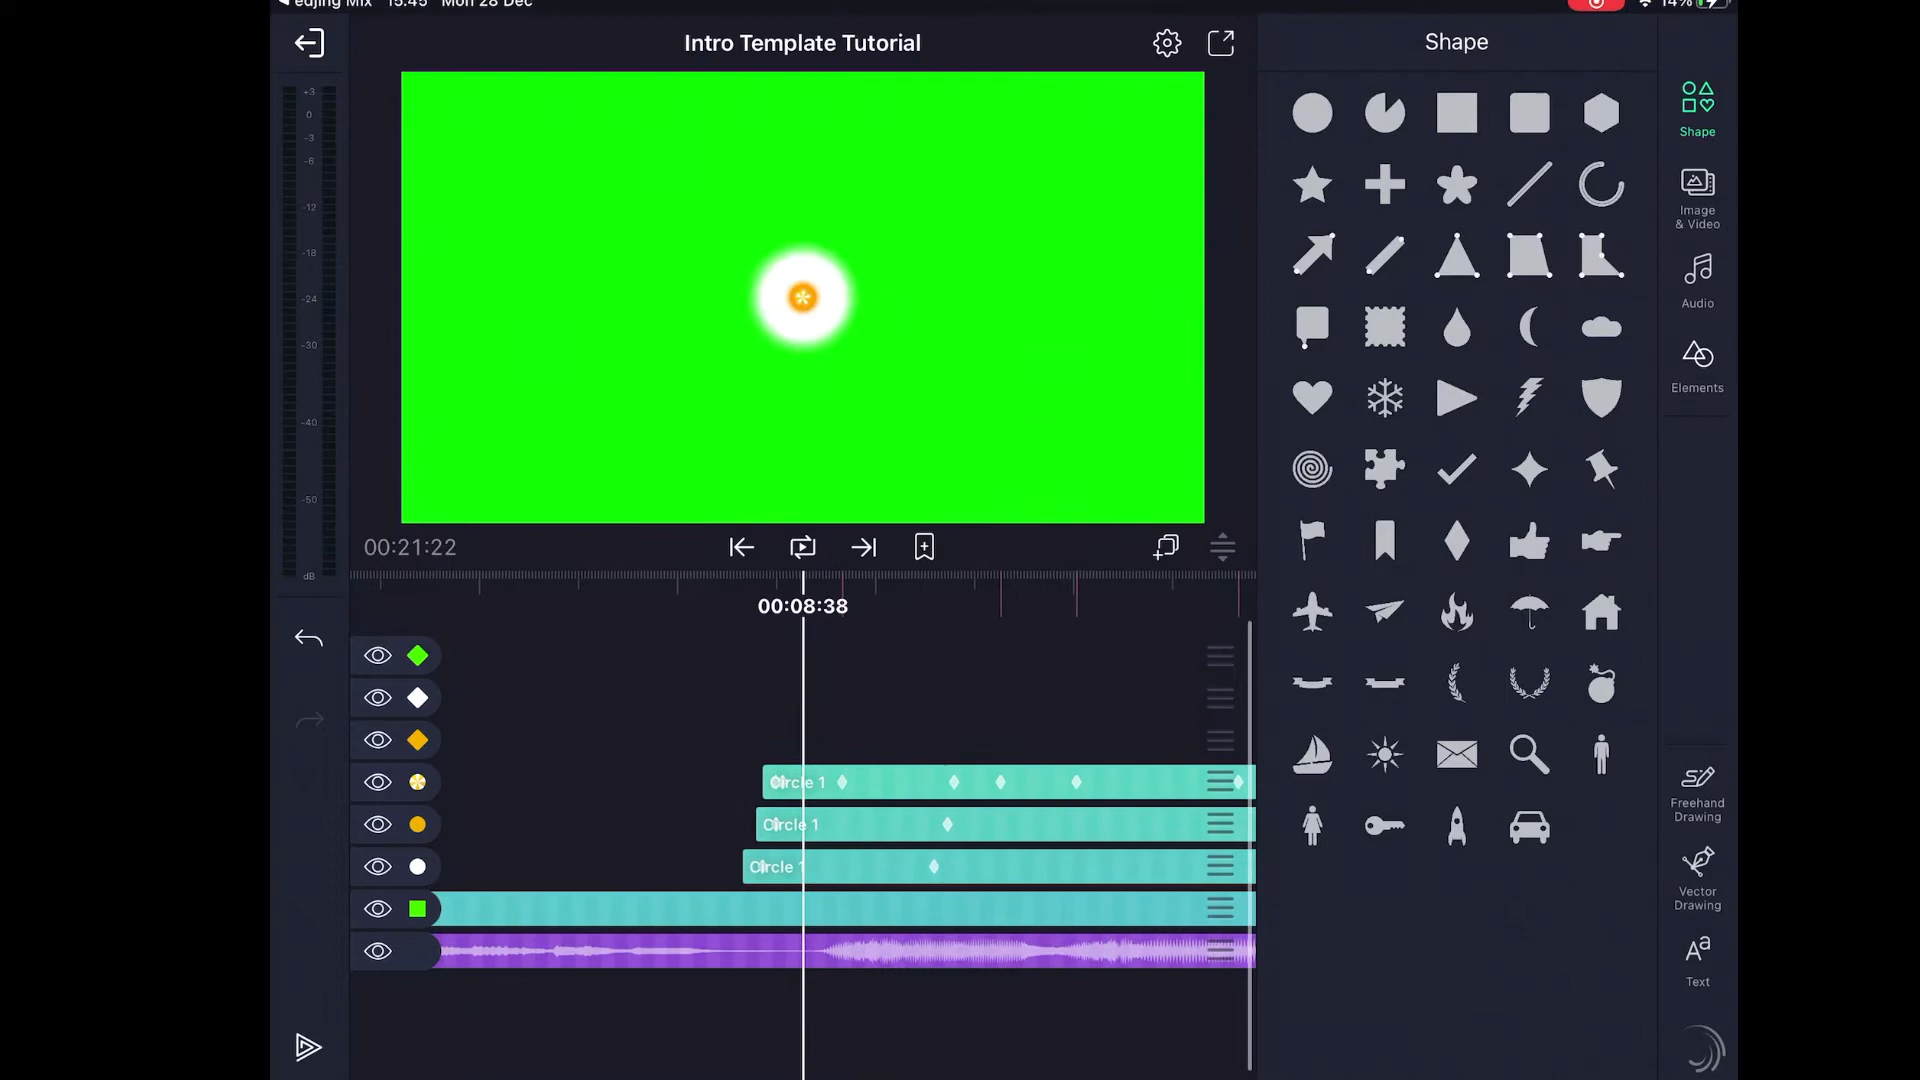 edjing Mix 15:45 Mon 28 Dec 14%
Intro Template Tutorial
Shape
+3
0
-3
-6
-12
-18
-24
-30
-40
-50
dB
Shape
Image
& Video
Audio
Elements
00:21:22
00:08:38
Circle 1
Circle 1
Circle 1
Freehand
Drawing
Vector
Drawing
Aa
Text